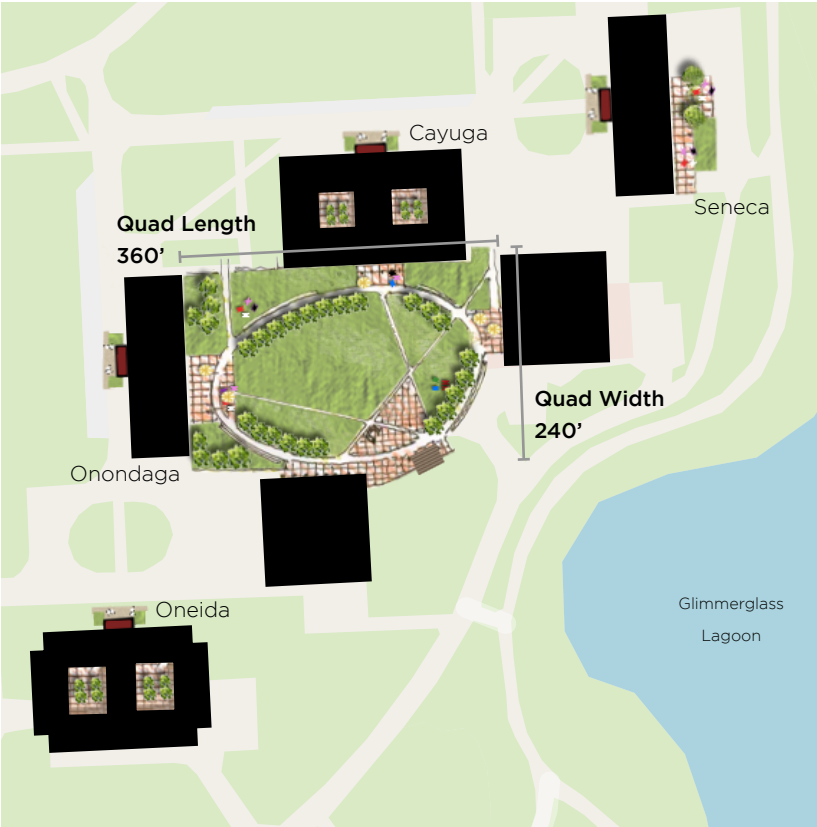 Cayuga
Seneca
Quad Length
360’
Quad Width
240’
Onondaga
Oneida
Glimmerglass
Lagoon